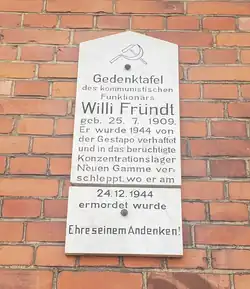 Gedenktafel
des kommunistischen
Funktionärs
Willi Fründt
geb. 25. 7. 1909.
Er wurde 1944 von
der Gestapo verhaftet
und in das berüchtigte
Konzentrationslager
Neuen Gamme ver-
schleppt, wo er am
24.12.1944
ermordet wurde
Ehre seinem Andenken!